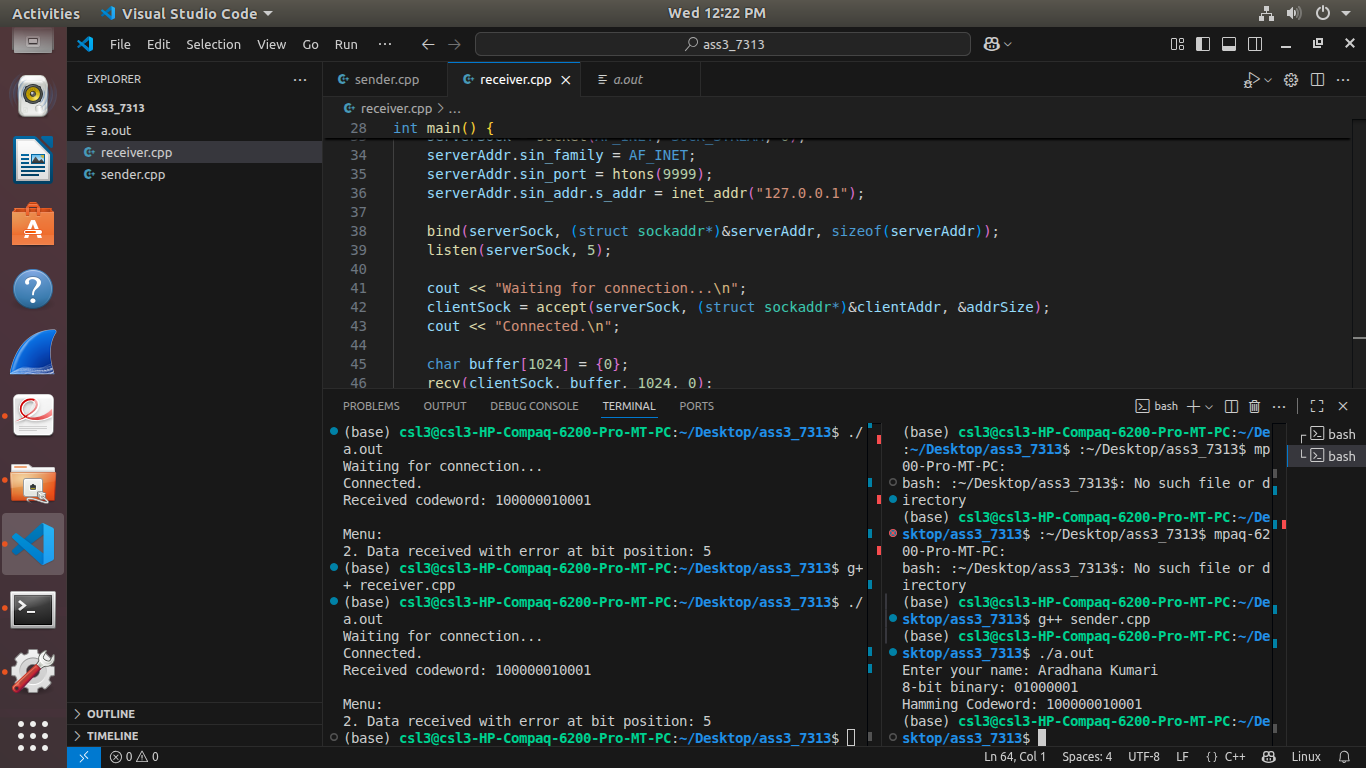 Activities
Visual Studio Code
Wed 12:22 PM
File Edit Selection View Go Run ···
ass3_7313
EXPLORER
ASS3_7313
a.out
receiver.cpp
sender.cpp
OUTLINE
TIMELINE
sender.cpp
receiver.cpp
a.out
receiver.cpp > ...
28 int main() {
34 serverAddr.sin_family = AF_INET;
35 serverAddr.sin_port = htons(9999);
36 serverAddr.sin_addr.s_addr = inet_addr("127.0.0.1");
37
38 bind(serverSock, (struct sockaddr*)&serverAddr, sizeof(serverAddr));
39 listen(serverSock, 5);
40
41 cout << "Waiting for connection...\n";
42 clientSock = accept(serverSock, (struct sockaddr*)&clientAddr, &addrSize);
43 cout << "Connected.\n";
44
45 char buffer[1024] = {0};
46 recv(clientSock, buffer, 1024, 0);
PROBLEMS OUTPUT DEBUG CONSOLE TERMINAL PORTS
bash
(base) csl3@csl3-HP-Compaq-6200-Pro-MT-PC:~/Desktop/ass3_7313$ ./
a.out
Waiting for connection...
Connected.
Received codeword: 100000010001
Menu:
2. Data received with error at bit position: 5
(base) csl3@csl3-HP-Compaq-6200-Pro-MT-PC:~/Desktop/ass3_7313$ g+
+ receiver.cpp
(base) csl3@csl3-HP-Compaq-6200-Pro-MT-PC:~/Desktop/ass3_7313$ ./
a.out
Waiting for connection...
Connected.
Received codeword: 100000010001
Menu:
2. Data received with error at bit position: 5
(base) csl3@csl3-HP-Compaq-6200-Pro-MT-PC:~/Desktop/ass3_7313$
(base) csl3@csl3-HP-Compaq-6200-Pro-MT-PC:~/De
:~/Desktop/ass3_7313$ :~/Desktop/ass3_7313$ mp
00-Pro-MT-PC:
bash: :~/Desktop/ass3_7313$: No such file or d
irectory
(base) csl3@csl3-HP-Compaq-6200-Pro-MT-PC:~/De
sktop/ass3_7313$ :~/Desktop/ass3_7313$ mpaq-62
00-Pro-MT-PC:
bash: :~/Desktop/ass3_7313$: No such file or d
irectory
(base) csl3@csl3-HP-Compaq-6200-Pro-MT-PC:~/De
sktop/ass3_7313$ g++ sender.cpp
(base) csl3@csl3-HP-Compaq-6200-Pro-MT-PC:~/De
sktop/ass3_7313$ ./a.out
Enter your name: Aradhana Kumari
8-bit binary: 01000001
Hamming Codeword: 100000010001
(base) csl3@csl3-HP-Compaq-6200-Pro-MT-PC:~/De
sktop/ass3_7313$
bash
bash
0 0
Ln 64, Col 1 Spaces: 4 UTF-8 LF {} C++ Linux